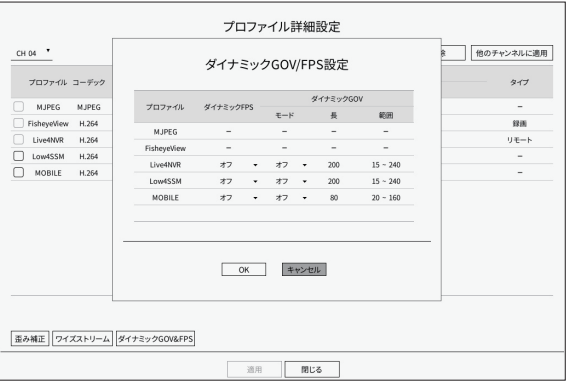 プロファイル詳細設定
CH 04 除 他のチャンネルに適用
ダイナミックGOV/FPS設定
プロファイル コーデック タイプ
プロファイル ダイナミックFPS ダイナミックGOV
モード 長 範囲
MJPEG MJPEG –
FisheyeView H.264 録画
Live4NVR H.264 リモート
Low4SSM H.264 –
MOBILE H.264 –
MJPEG – – – –
FisheyeView – – – –
Live4NVR オフ オフ 200 15 ~ 240
Low4SSM オフ オフ 200 15 ~ 240
MOBILE オフ オフ 80 20 ~ 160
OK キャンセル
歪み補正 ワイズストリーム ダイナミックGOV&FPS
適用 閉じる